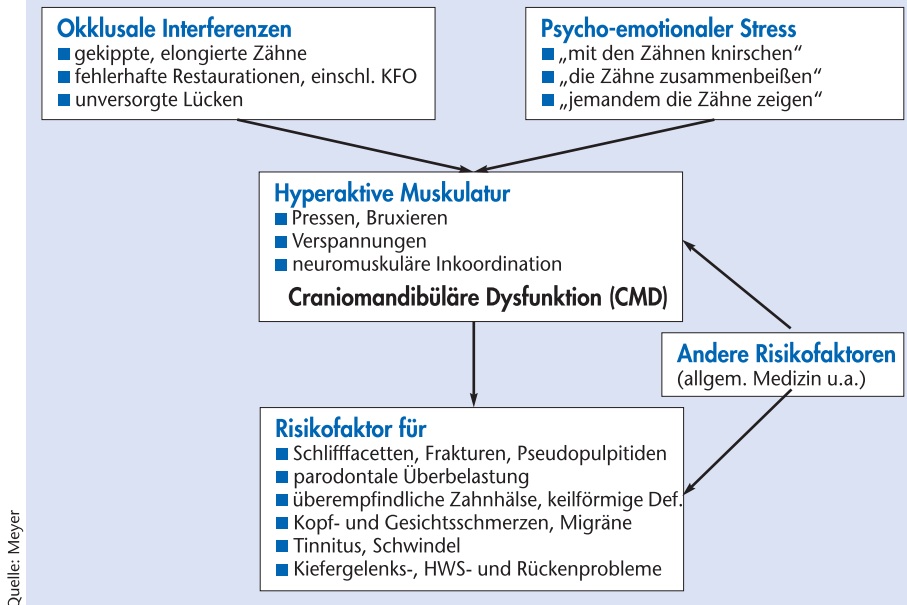 Okklusale Interferenzen
gekippte, elongierte Zähne
fehlerhafte Restaurationen, einschl. KFO
unversorgte Lücken
Psycho-emotionaler Stress
„mit den Zähnen knirschen“
„die Zähne zusammenbeißen“
„jemandem die Zähne zeigen“
Hyperaktive Muskulatur
Pressen, Bruxieren
Verspannungen
neuromuskuläre Inkoordination
Craniomandibüläre Dysfunktion (CMD)
Andere Risikofaktoren
(allgem. Medizin u.a.)
Risikofaktor für
Schlifffacetten, Frakturen, Pseudopulpitiden
parodontale Überbelastung
überempfindliche Zahnhälse, keilförmige Def.
Kopf- und Gesichtsschmerzen, Migräne
Tinnitus, Schwindel
Kiefergelenks-, HWS- und Rückenprobleme
Quelle: Meyer